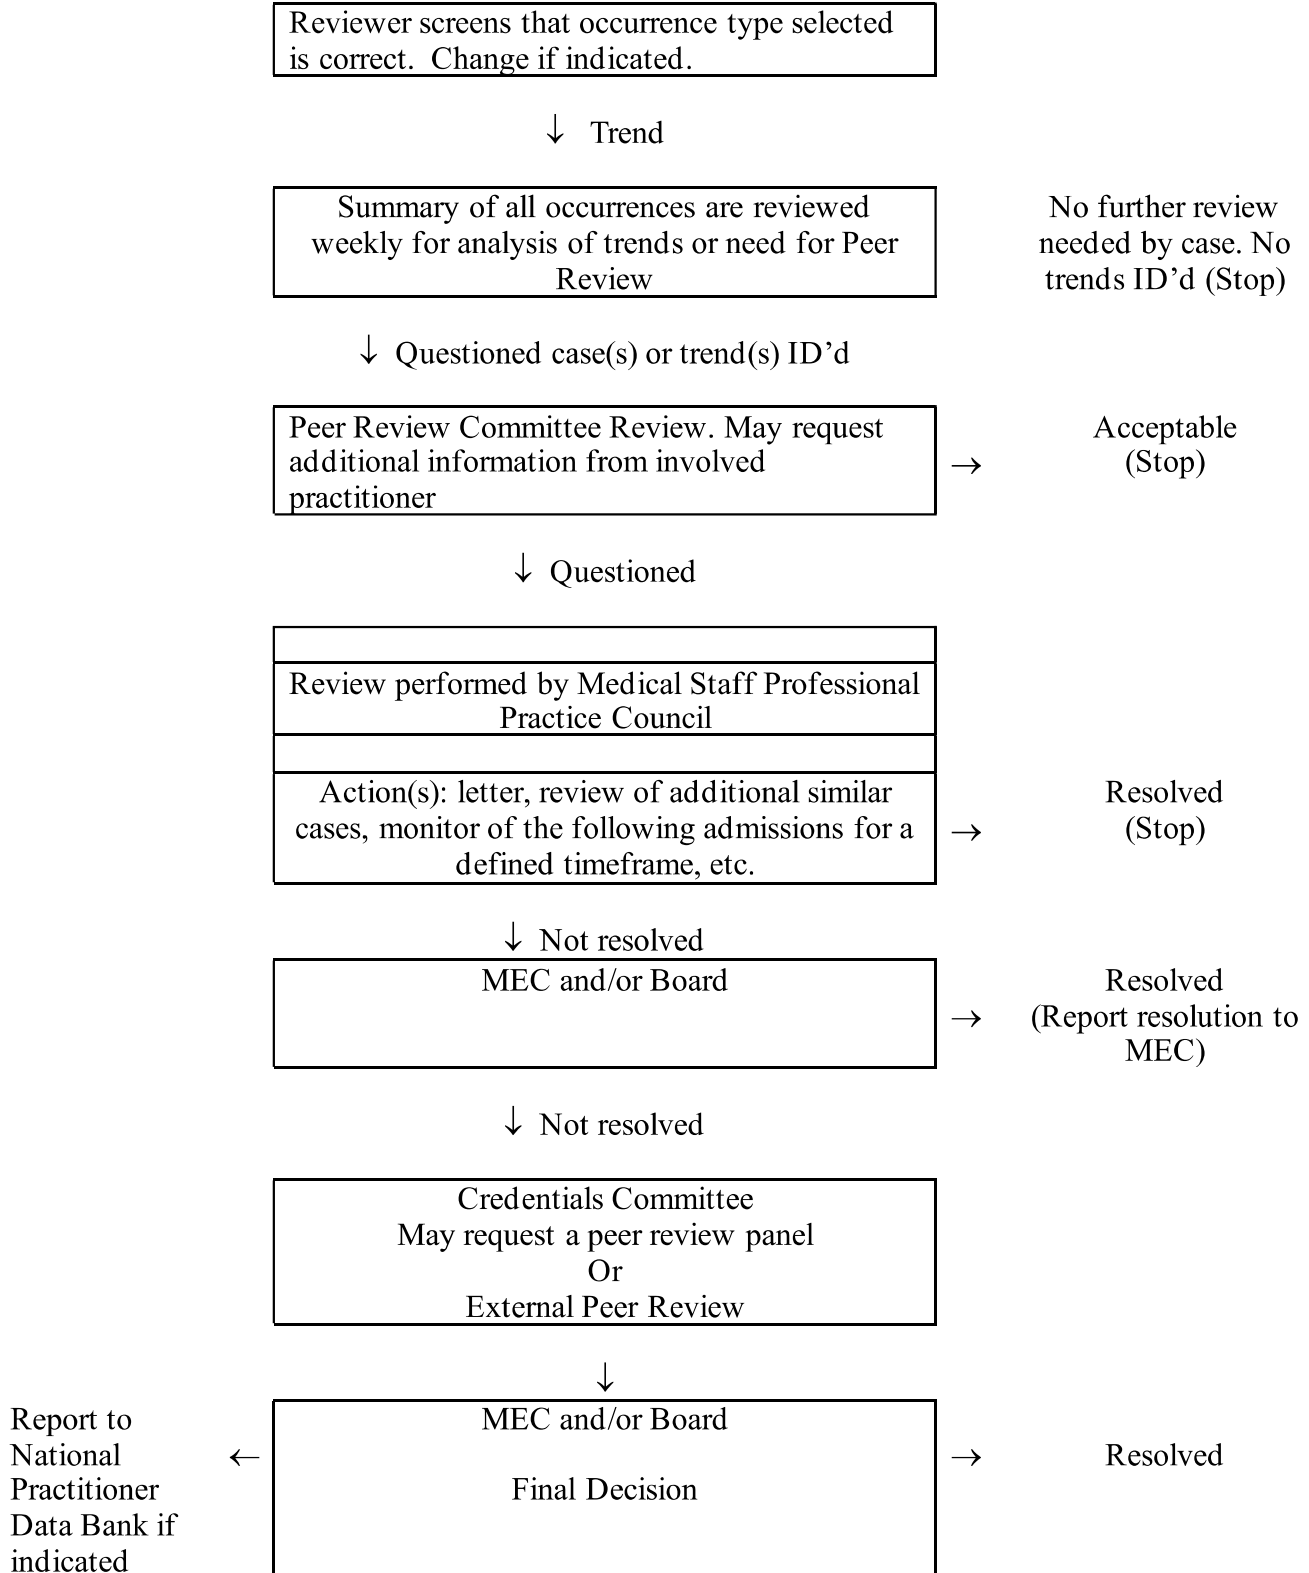 Reviewer screens that occurrence type selected
is correct.  Change if indicated.
↓ Trend
Summary of all occurrences are reviewed
weekly for analysis of trends or need for Peer
Review
No further review
needed by case. No
trends ID’d (Stop)
↓ Questioned case(s) or trend(s) ID’d
Peer Review Committee Review. May request
additional information from involved
practitioner
→
Acceptable
(Stop)
↓ Questioned
Review performed by Medical Staff Professional
Practice Council
Action(s): letter, review of additional similar
cases, monitor of the following admissions for a
defined timeframe, etc.
→
Resolved
(Stop)
↓ Not resolved
MEC and/or Board
→
Resolved
(Report resolution to
MEC)
↓ Not resolved
Credentials Committee
May request a peer review panel
Or
External Peer Review
↓
Report to
National
Practitioner
Data Bank if
indicated
←
MEC and/or Board
Final Decision
→
Resolved